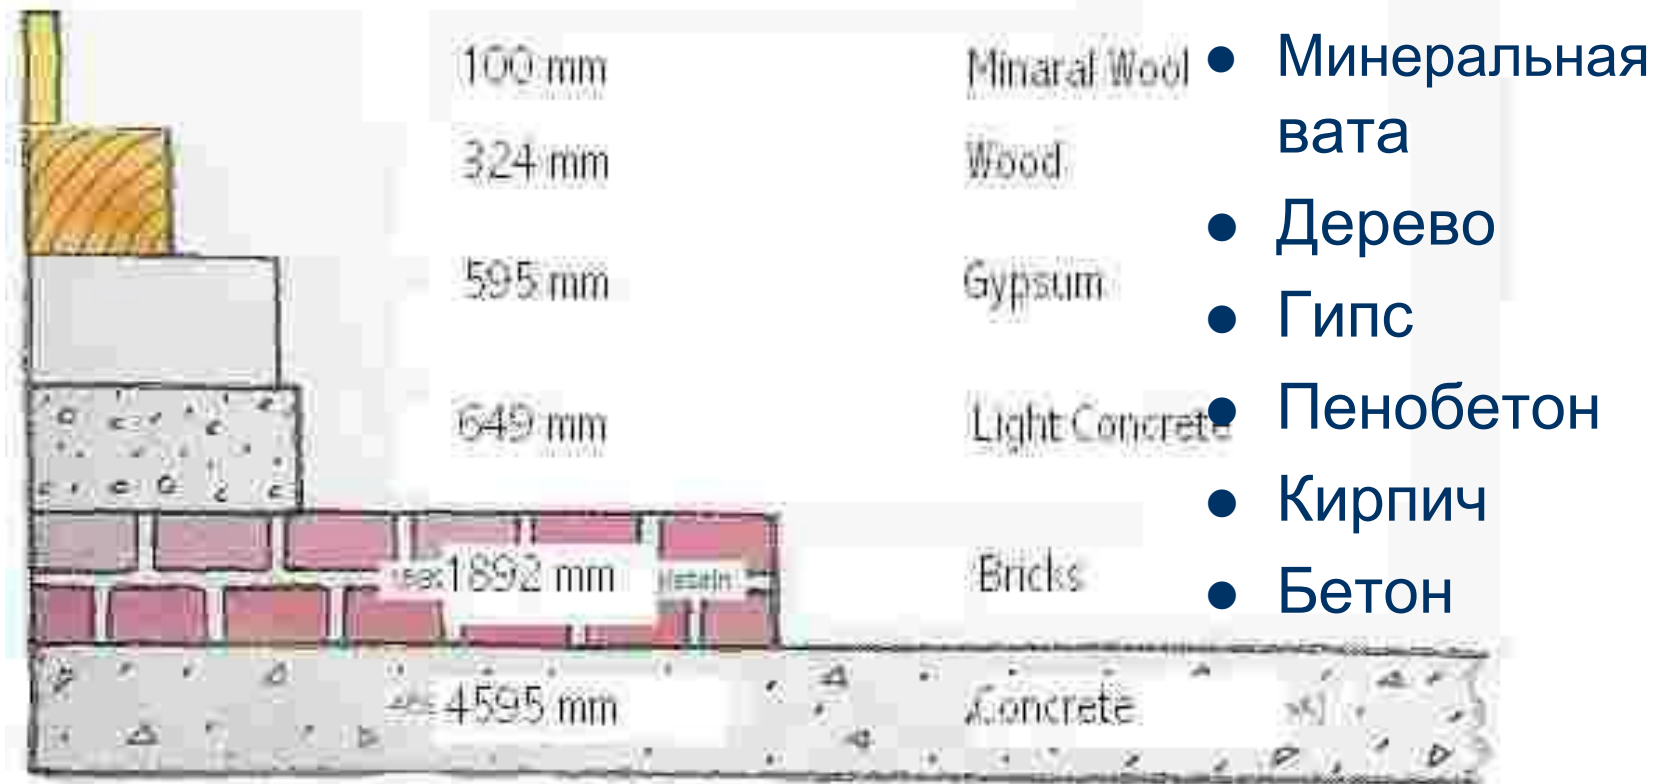 100 mm Minaral Wool
324 mm Wood
595 mm Gypsum
649 mm Light Concrete
1892 mm Bricks
4595 mm Concrete
● Минеральная
вата
● Дерево
● Гипс
● Пенобетон
● Кирпич
● Бетон